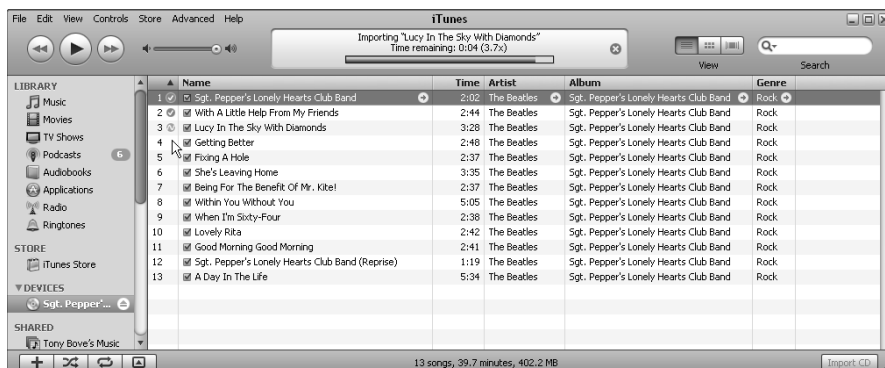 File Edit View Controls Store Advanced Help
iTunes
Importing "Lucy In The Sky With Diamonds"
Time remaining: 0:04 (3.7x)
View
Search
LIBRARY
Music
Movies
TV Shows
Podcasts 6
Audiobooks
Applications
Radio
Ringtones
STORE
iTunes Store
DEVICES
Sgt. Pepper'...
SHARED
Tony Bove's Music
Name Time Artist Album Genre
1 Sgt. Pepper's Lonely Hearts Club Band 2:02 The Beatles Sgt. Pepper's Lonely Hearts Club Band Rock
2 With A Little Help From My Friends 2:44 The Beatles Sgt. Pepper's Lonely Hearts Club Band Rock
3 Lucy In The Sky With Diamonds 3:28 The Beatles Sgt. Pepper's Lonely Hearts Club Band Rock
4 Getting Better 2:48 The Beatles Sgt. Pepper's Lonely Hearts Club Band Rock
5 Fixing A Hole 2:37 The Beatles Sgt. Pepper's Lonely Hearts Club Band Rock
6 She's Leaving Home 3:35 The Beatles Sgt. Pepper's Lonely Hearts Club Band Rock
7 Being For The Benefit Of Mr. Kite! 2:37 The Beatles Sgt. Pepper's Lonely Hearts Club Band Rock
8 Within You Without You 5:05 The Beatles Sgt. Pepper's Lonely Hearts Club Band Rock
9 When I'm Sixty-Four 2:38 The Beatles Sgt. Pepper's Lonely Hearts Club Band Rock
10 Lovely Rita 2:42 The Beatles Sgt. Pepper's Lonely Hearts Club Band Rock
11 Good Morning Good Morning 2:41 The Beatles Sgt. Pepper's Lonely Hearts Club Band Rock
12 Sgt. Pepper's Lonely Hearts Club Band (Reprise) 1:19 The Beatles Sgt. Pepper's Lonely Hearts Club Band Rock
13 A Day In The Life 5:34 The Beatles Sgt. Pepper's Lonely Hearts Club Band Rock
13 songs, 39.7 minutes, 402.2 MB
Import CD